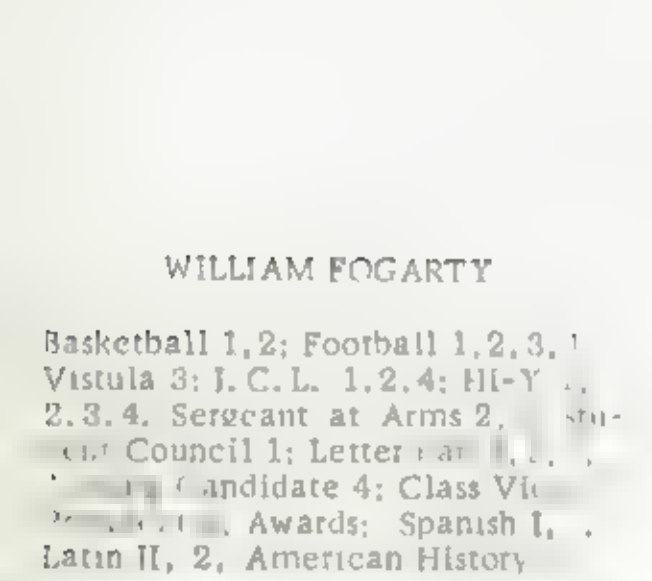 WILLIAM FOGARTY
Basketball 1,2; Football 1,2,3,
Vistula 3; J.C.L. 1,2,4; HI-Y
2,3,4, Sergeant at Arms 2,
Council 1; Letter
Candidate 4; Class
Awards: Spanish I,
Latin II, 2, American History